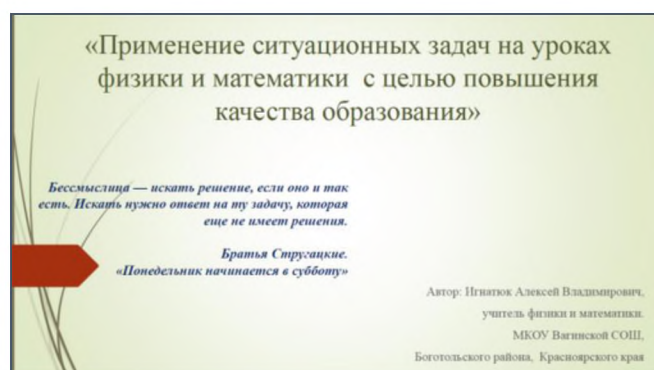 «Применение ситуационных задач на уроках
физики и математики с целью повышения
качества образования»
Бессмыслица — искать решение, если оно и так
есть. Искать нужно ответ на ту задачу, которая
еще не имеет решения.
Братья Стругацкие.
«Понедельник начинается в субботу»
Автор: Игнатюк Алексей Владимирович,
учитель физики и математики.
МКОУ Вагинской СОШ,
Боготольского района, Красноярского края